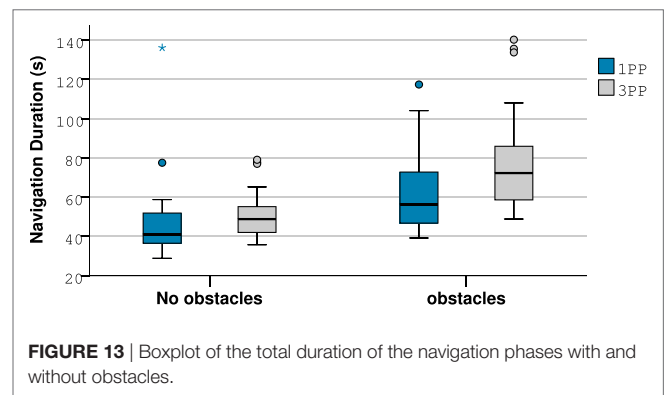 140
120
100
80
60
40
20
Navigation Duration (s)
No obstacles
obstacles
1PP
3PP
FIGURE 13 | Boxplot of the total duration of the navigation phases with and
without obstacles.